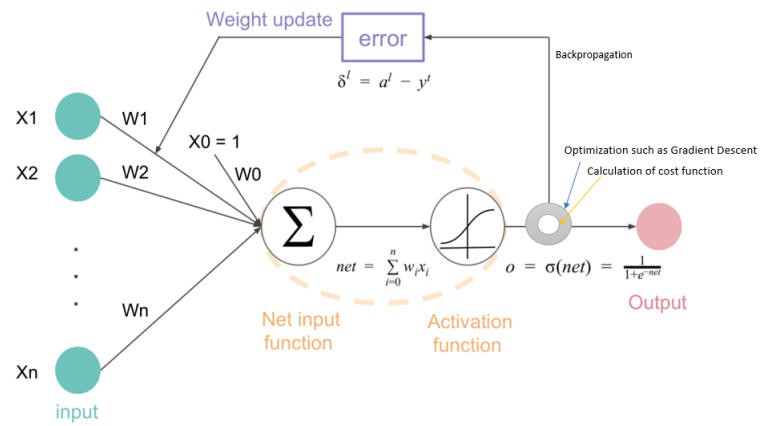 Weight update
error
Backpropagation
δˡ = aˡ − yᵗ
X1
W1
X0 = 1
Optimization such as Gradient Descent
X2
W2
W0
Calculation of cost function
Σ
net = ∑ᵢ₌₀ⁿ wᵢxᵢ
o = σ(net) = 1/(1+e⁻ⁿᵉᵗ)
Wn
Net input
function
Activation
function
Output
Xn
input